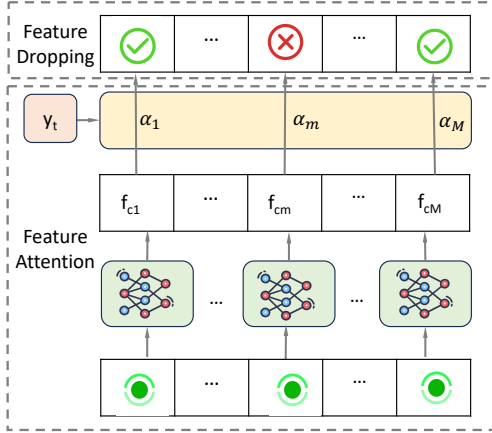 Feature
Dropping
... ...
y_t α_1 α_m α_M
f_c1 ... f_cm ... f_cM
Feature
Attention
... ...
... ...